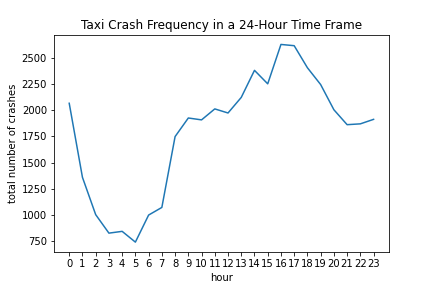 Taxi Crash Frequency in a 24-Hour Time Frame
total number of crashes
2500
2250
2000
1750
1500
1250
1000
750
0 1 2 3 4 5 6 7 8 9 10 11 12 13 14 15 16 17 18 19 20 21 22 23
hour